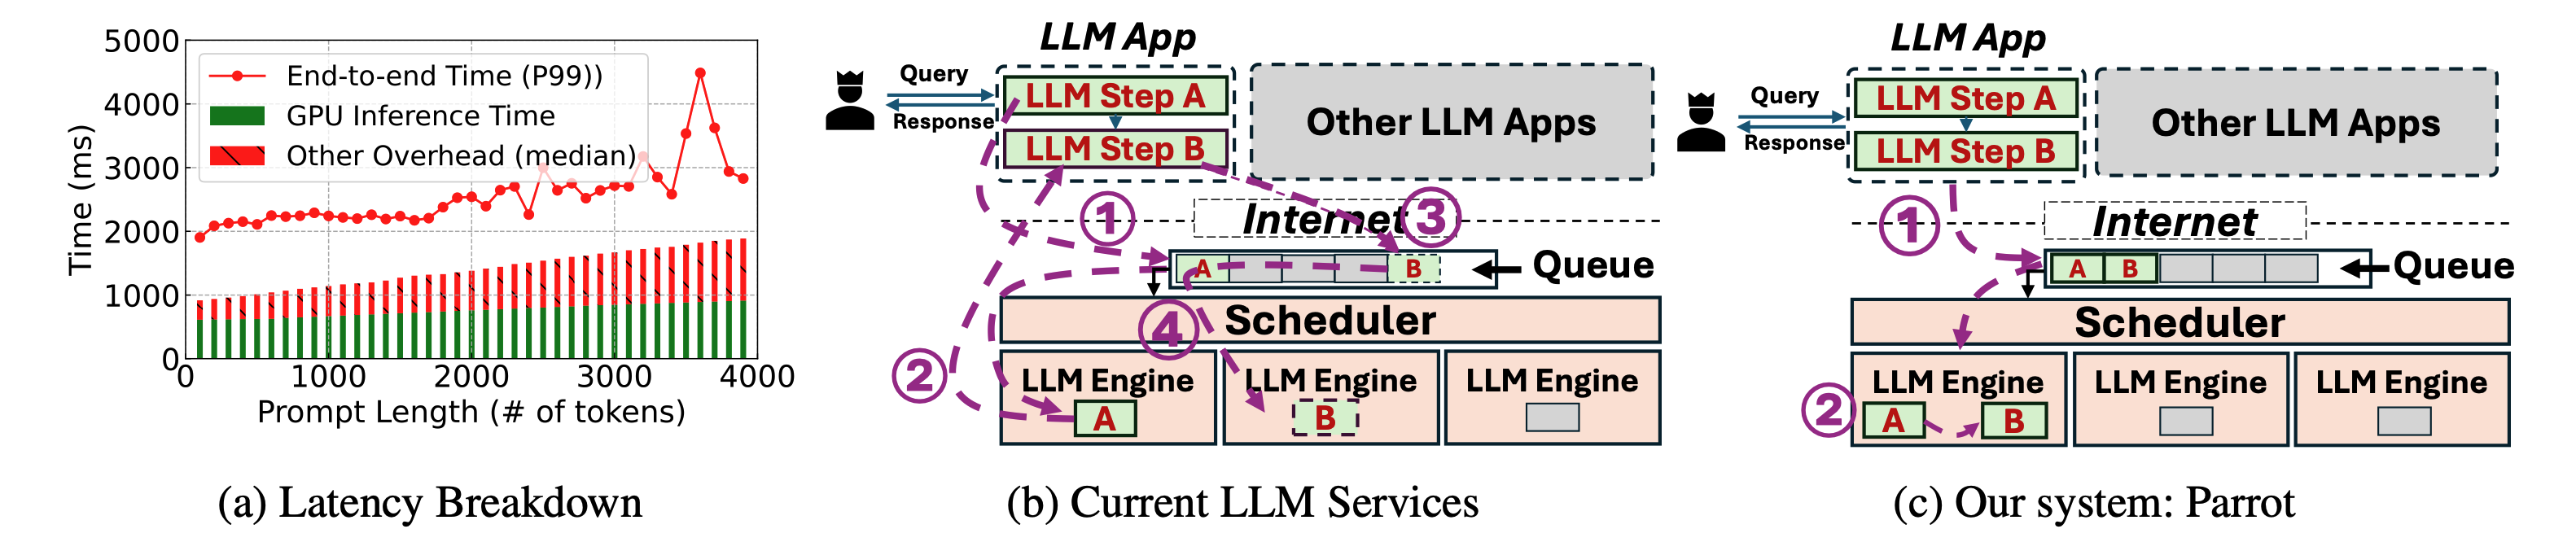 5000
4000
3000
2000
1000
0
Time (ms)
End-to-end Time (P99))
GPU Inference Time
Other Overhead (median)
0 1000 2000 3000 4000
Prompt Length (# of tokens)
(a) Latency Breakdown
LLM App
Query
Response
LLM Step A
LLM Step B
Other LLM Apps
1
Internet
3
A
B
Queue
4
Scheduler
2
LLM Engine
A
LLM Engine
B
LLM Engine
(b) Current LLM Services
LLM App
Query
Response
LLM Step A
LLM Step B
Other LLM Apps
1
Internet
A B
Queue
Scheduler
2
LLM Engine
A B
LLM Engine
LLM Engine
(c) Our system: Parrot